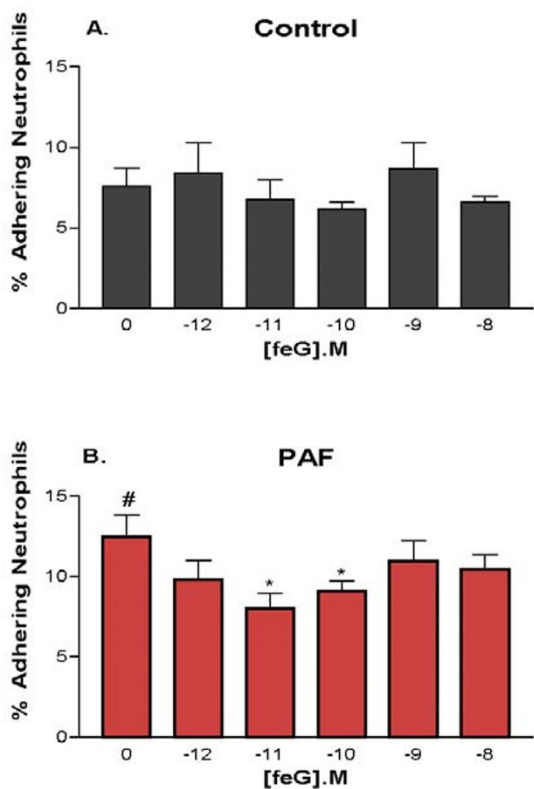 A. Control
% Adhering Neutrophils
15
10
5
0
0 -12 -11 -10 -9 -8
[feG].M
B. PAF
% Adhering Neutrophils
#
* *
15
10
5
0
0 -12 -11 -10 -9 -8
[feG].M